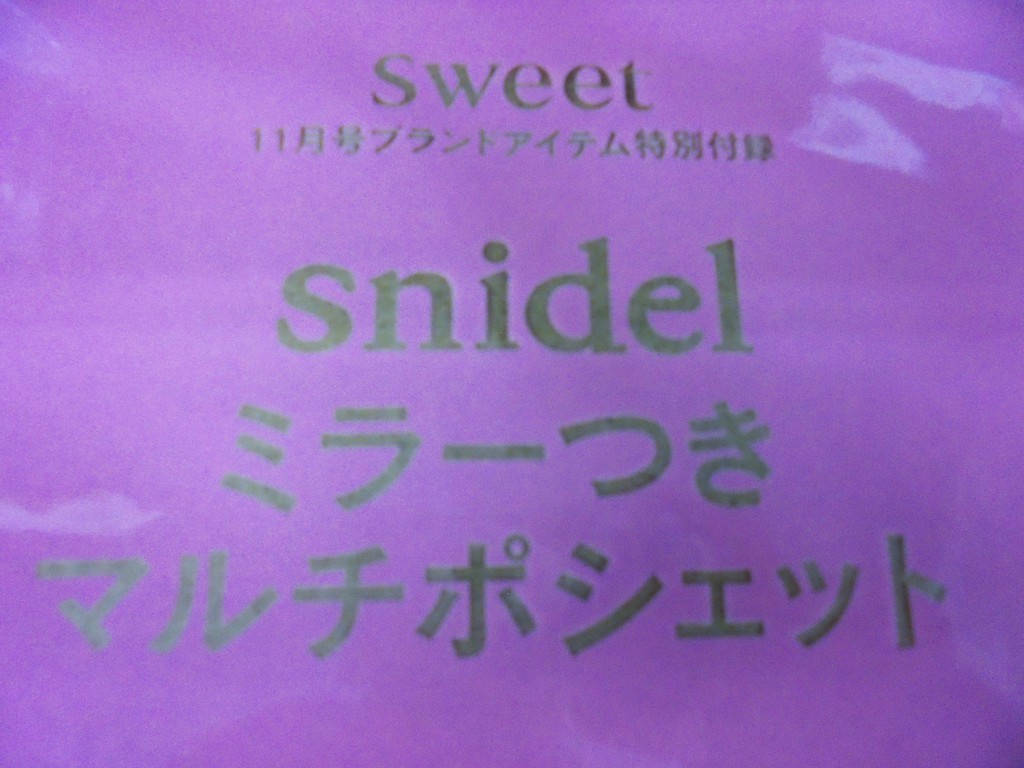 sweet
11月号ブランドアイテム特別付録
snidel
ミラーつき
マルチポシェット